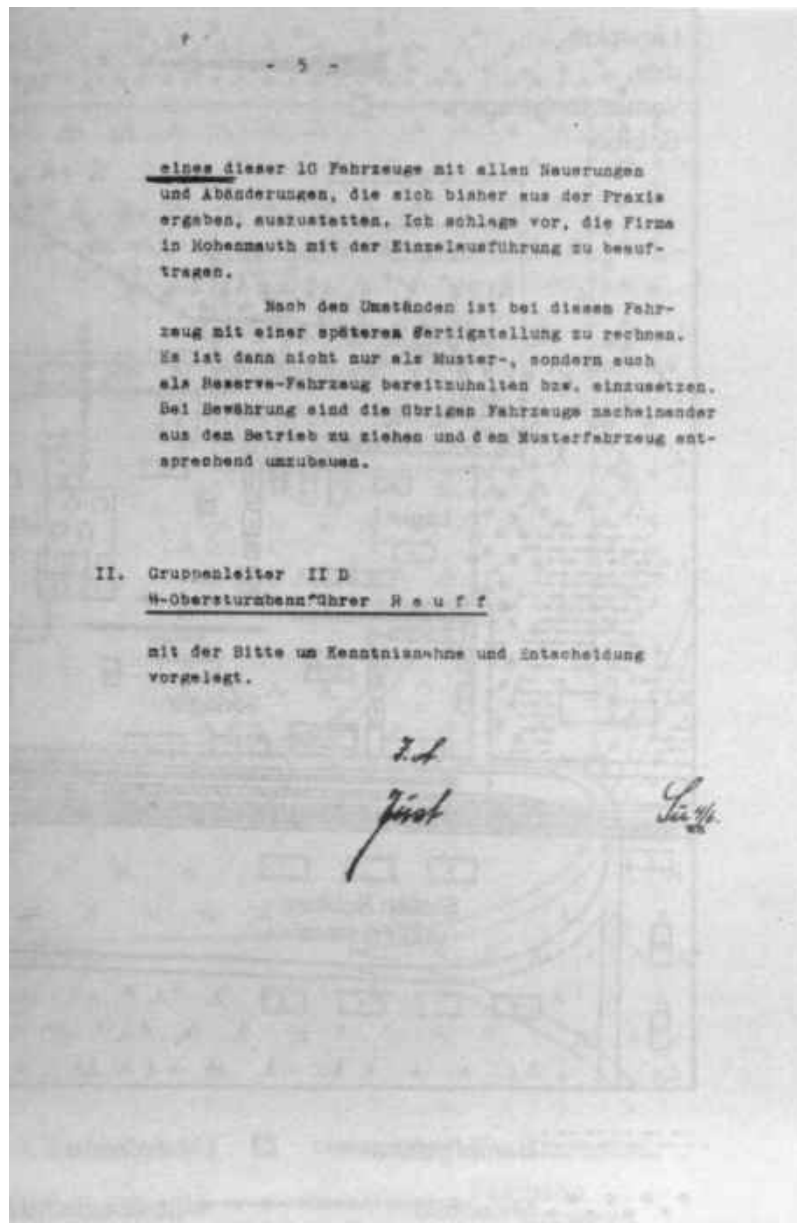 - 5 -
eines dieser 10 Fahrzeuge mit allen Neuerungen
und Abänderungen, die sich bisher aus der Praxis
ergaben, auszustatten. Ich schlage vor, die Firma
in Hohenmauth mit der Einzelausführung zu beauf-
tragen.
Nach den Umständen ist bei diesem Fahr-
zeug mit einer späteren Fertigstellung zu rechnen.
Es ist dann nicht nur als Muster-, sondern auch
als Reserve-Fahrzeug bereitzuhalten bzw. einzusetzen.
Bei Bewährung sind die übrigen Fahrzeuge nacheinander
aus dem Betrieb zu ziehen und dem Musterfahrzeug ent-
sprechend umzubauen.
II. Gruppenleiter II D
SS-Obersturmbannführer R a u f f
mit der Bitte um Kenntnisnahme und Entscheidung
vorgelegt.
I.A.
Just